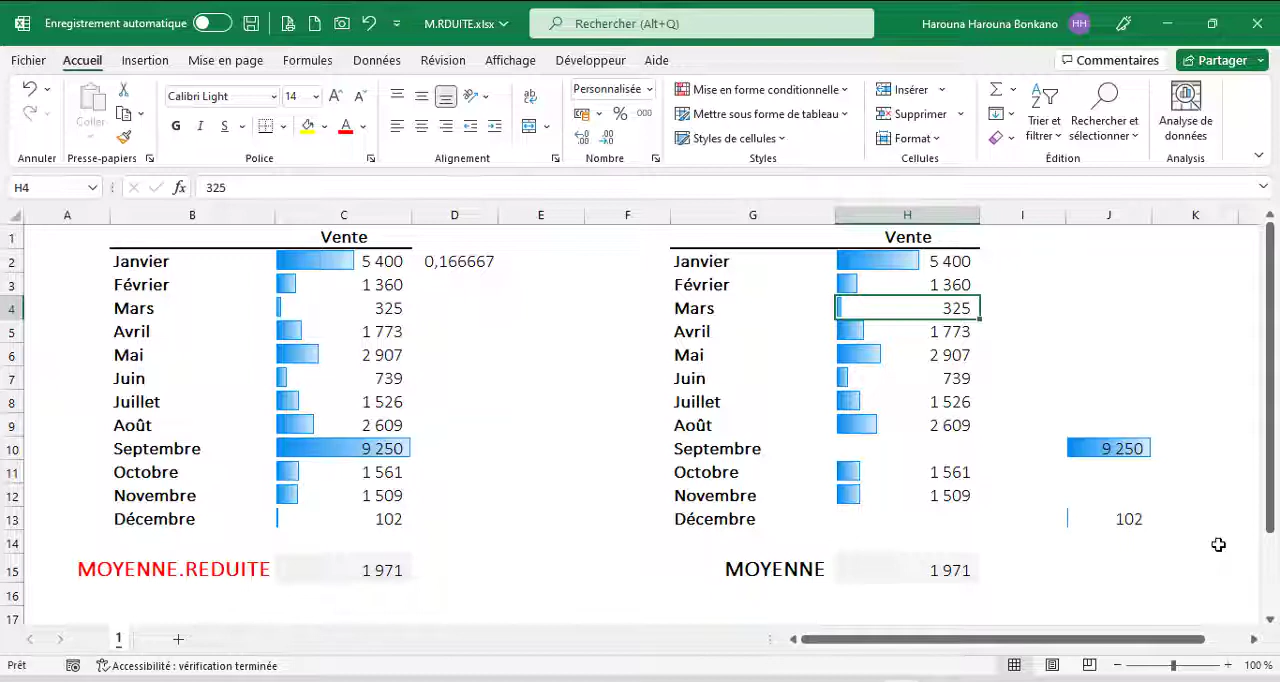 Enregistrement automatique
M.RDUITE.xlsx
Rechercher (Alt+Q)
Harouna Harouna Bonkano HH
Fichier Accueil Insertion Mise en page Formules Données Révision Affichage Développeur Aide
Commentaires Partager
Coller
Calibri Light 14
G I S
Personnalisée
% 000
Mise en forme conditionnelle
Mettre sous forme de tableau
Styles de cellules
Insérer
Supprimer
Format
Trier et filtrer
Rechercher et sélectionner
Analyse de données
Annuler Presse-papiers Police Alignement Nombre Styles Cellules Édition Analysis
H4 fx 325
A B C D E F G H I J K
1 Vente Vente
2 Janvier 5 400 0,166667 Janvier 5 400
3 Février 1 360 Février 1 360
4 Mars 325 Mars 325
5 Avril 1 773 Avril 1 773
6 Mai 2 907 Mai 2 907
7 Juin 739 Juin 739
8 Juillet 1 526 Juillet 1 526
9 Août 2 609 Août 2 609
10 Septembre 9 250 Septembre 9 250
11 Octobre 1 561 Octobre 1 561
12 Novembre 1 509 Novembre 1 509
13 Décembre 102 Décembre 102
14
15 MOYENNE.REDUITE 1 971 MOYENNE 1 971
16
17
1
Prêt Accessibilité : vérification terminée 100 %